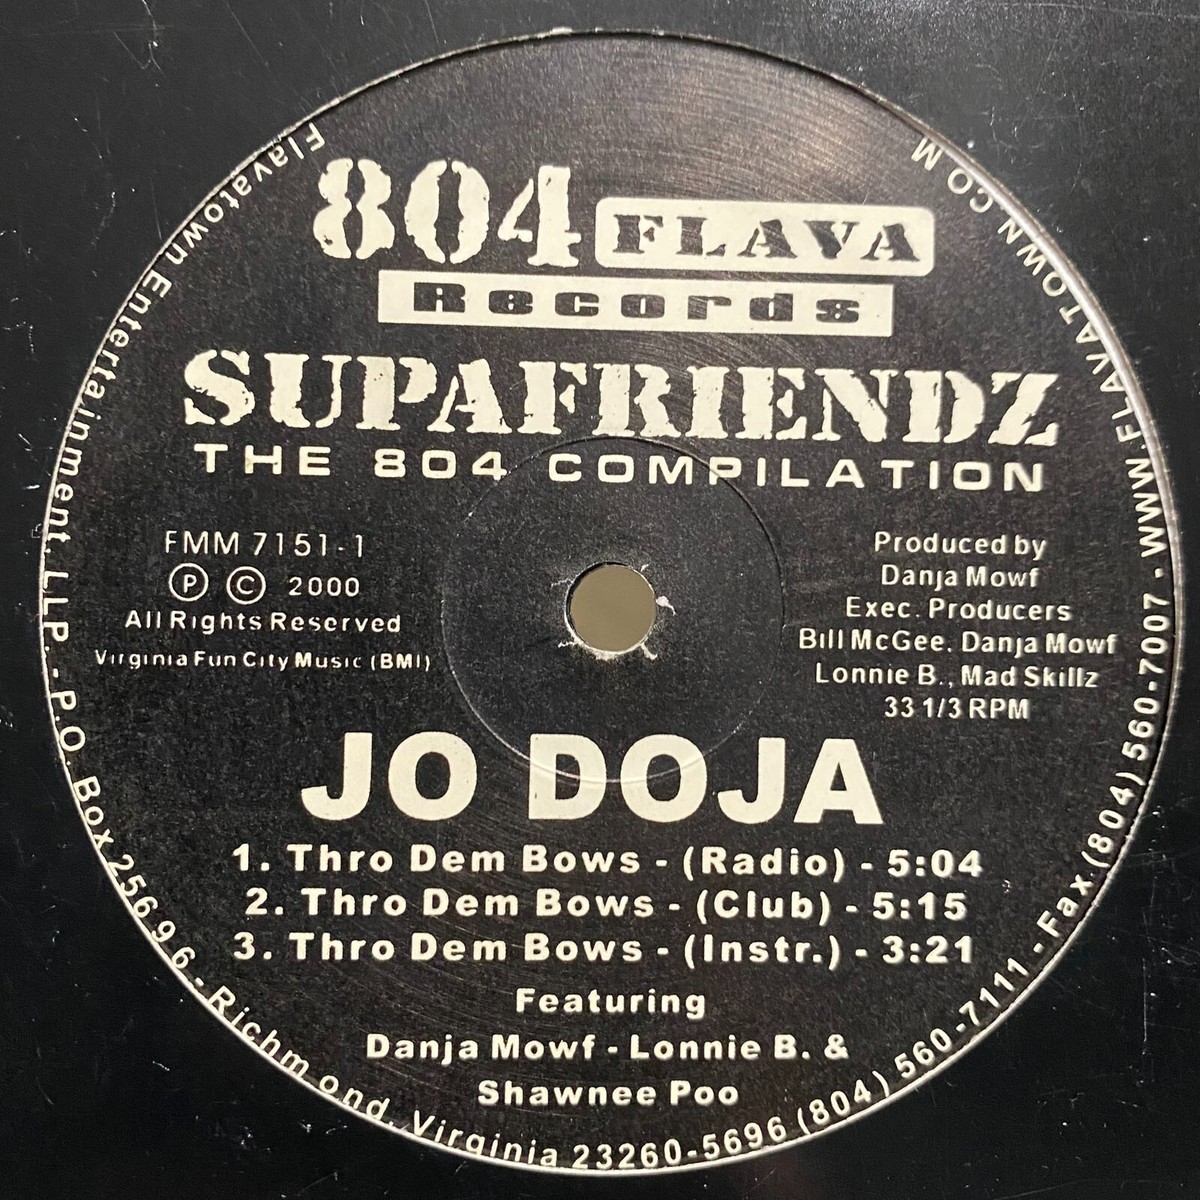 804 FLAVA
Records
SUPAFRIENDZ
THE 804 COMPILATION
FMM 7151-1
Ⓟ © 2000
All Rights Reserved
Virginia Fun City Music (BMI)
Produced by
Danja Mowf
Exec. Producers
Bill McGee, Danja Mowf
Lonnie B., Mad Skillz
33 1/3 RPM
JO DOJA
1. Thro Dem Bows - (Radio) - 5:04
2. Thro Dem Bows - (Club) - 5:15
3. Thro Dem Bows - (Instr.) - 3:21
Featuring
Danja Mowf - Lonnie B. &
Shawnee Poo
Flavatown Entertainment, LLP. - P.O. Box 25696 - Richmond, Virginia 23260-5696 (804) 560-7111 - Fax (804) 560-7007 - WWW.FLAVATOWN.COM